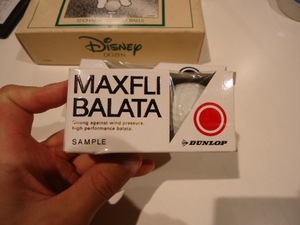 Disney
MAXFLI
BALATA
Strong against wind pressure,
high performance balata.
SAMPLE
DUNLOP